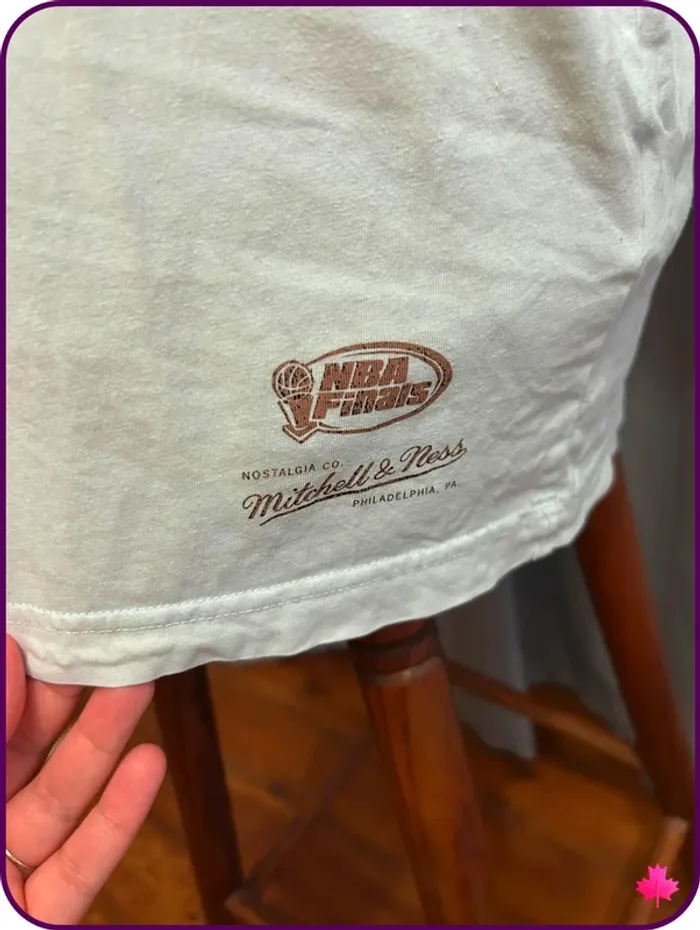 NBA
Finals
NOSTALGIA CO.
Mitchell & Ness
PHILADELPHIA, PA.